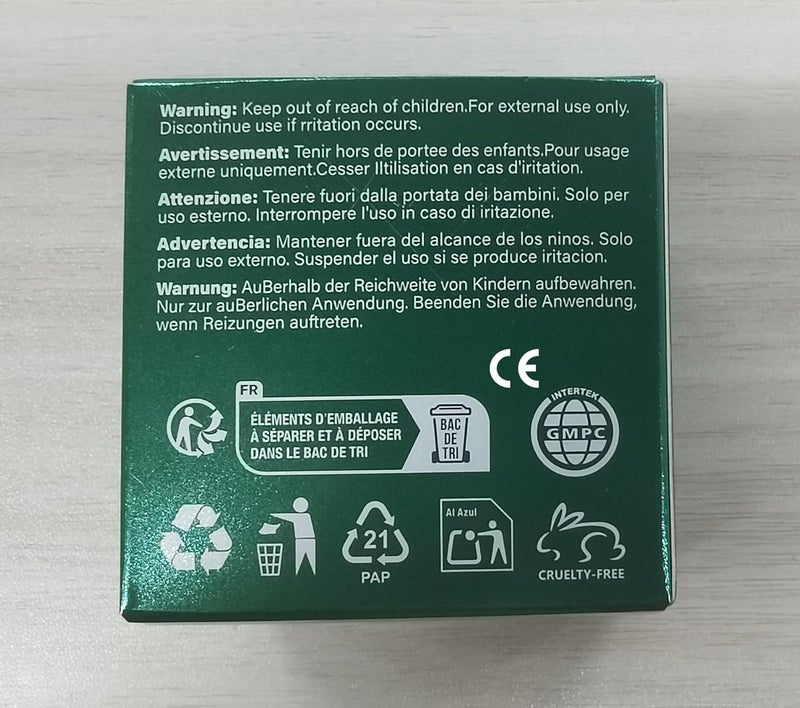 Warning: Keep out of reach of children.For external use only.
Discontinue use if rritation occurs.
Avertissement: Tenir hors de portee des enfants.Pour usage
externe uniquement.Cesser Iltilisation en cas d'irritation.
Attenzione: Tenere fuori dalla portata dei bambini. Solo per
uso esterno. Interrompere l'uso in caso di iritazione.
Advertencia: Mantener fuera del alcance de los ninos. Solo
para uso externo. Suspender el uso si se produce iritacion.
Warnung: AuBerhalb der Reichweite von Kindern aufbewahren.
Nur zur auBerlichen Anwendung. Beenden Sie die Anwendung,
wenn Reizungen auftreten.
CE
FR
ÉLÉMENTS D'EMBALLAGE
À SÉPARER ET À DÉPOSER
DANS LE BAC DE TRI
BAC
DE
TRI
INTERTEK
GMPC
21
PAP
Al Azul
CRUELTY-FREE